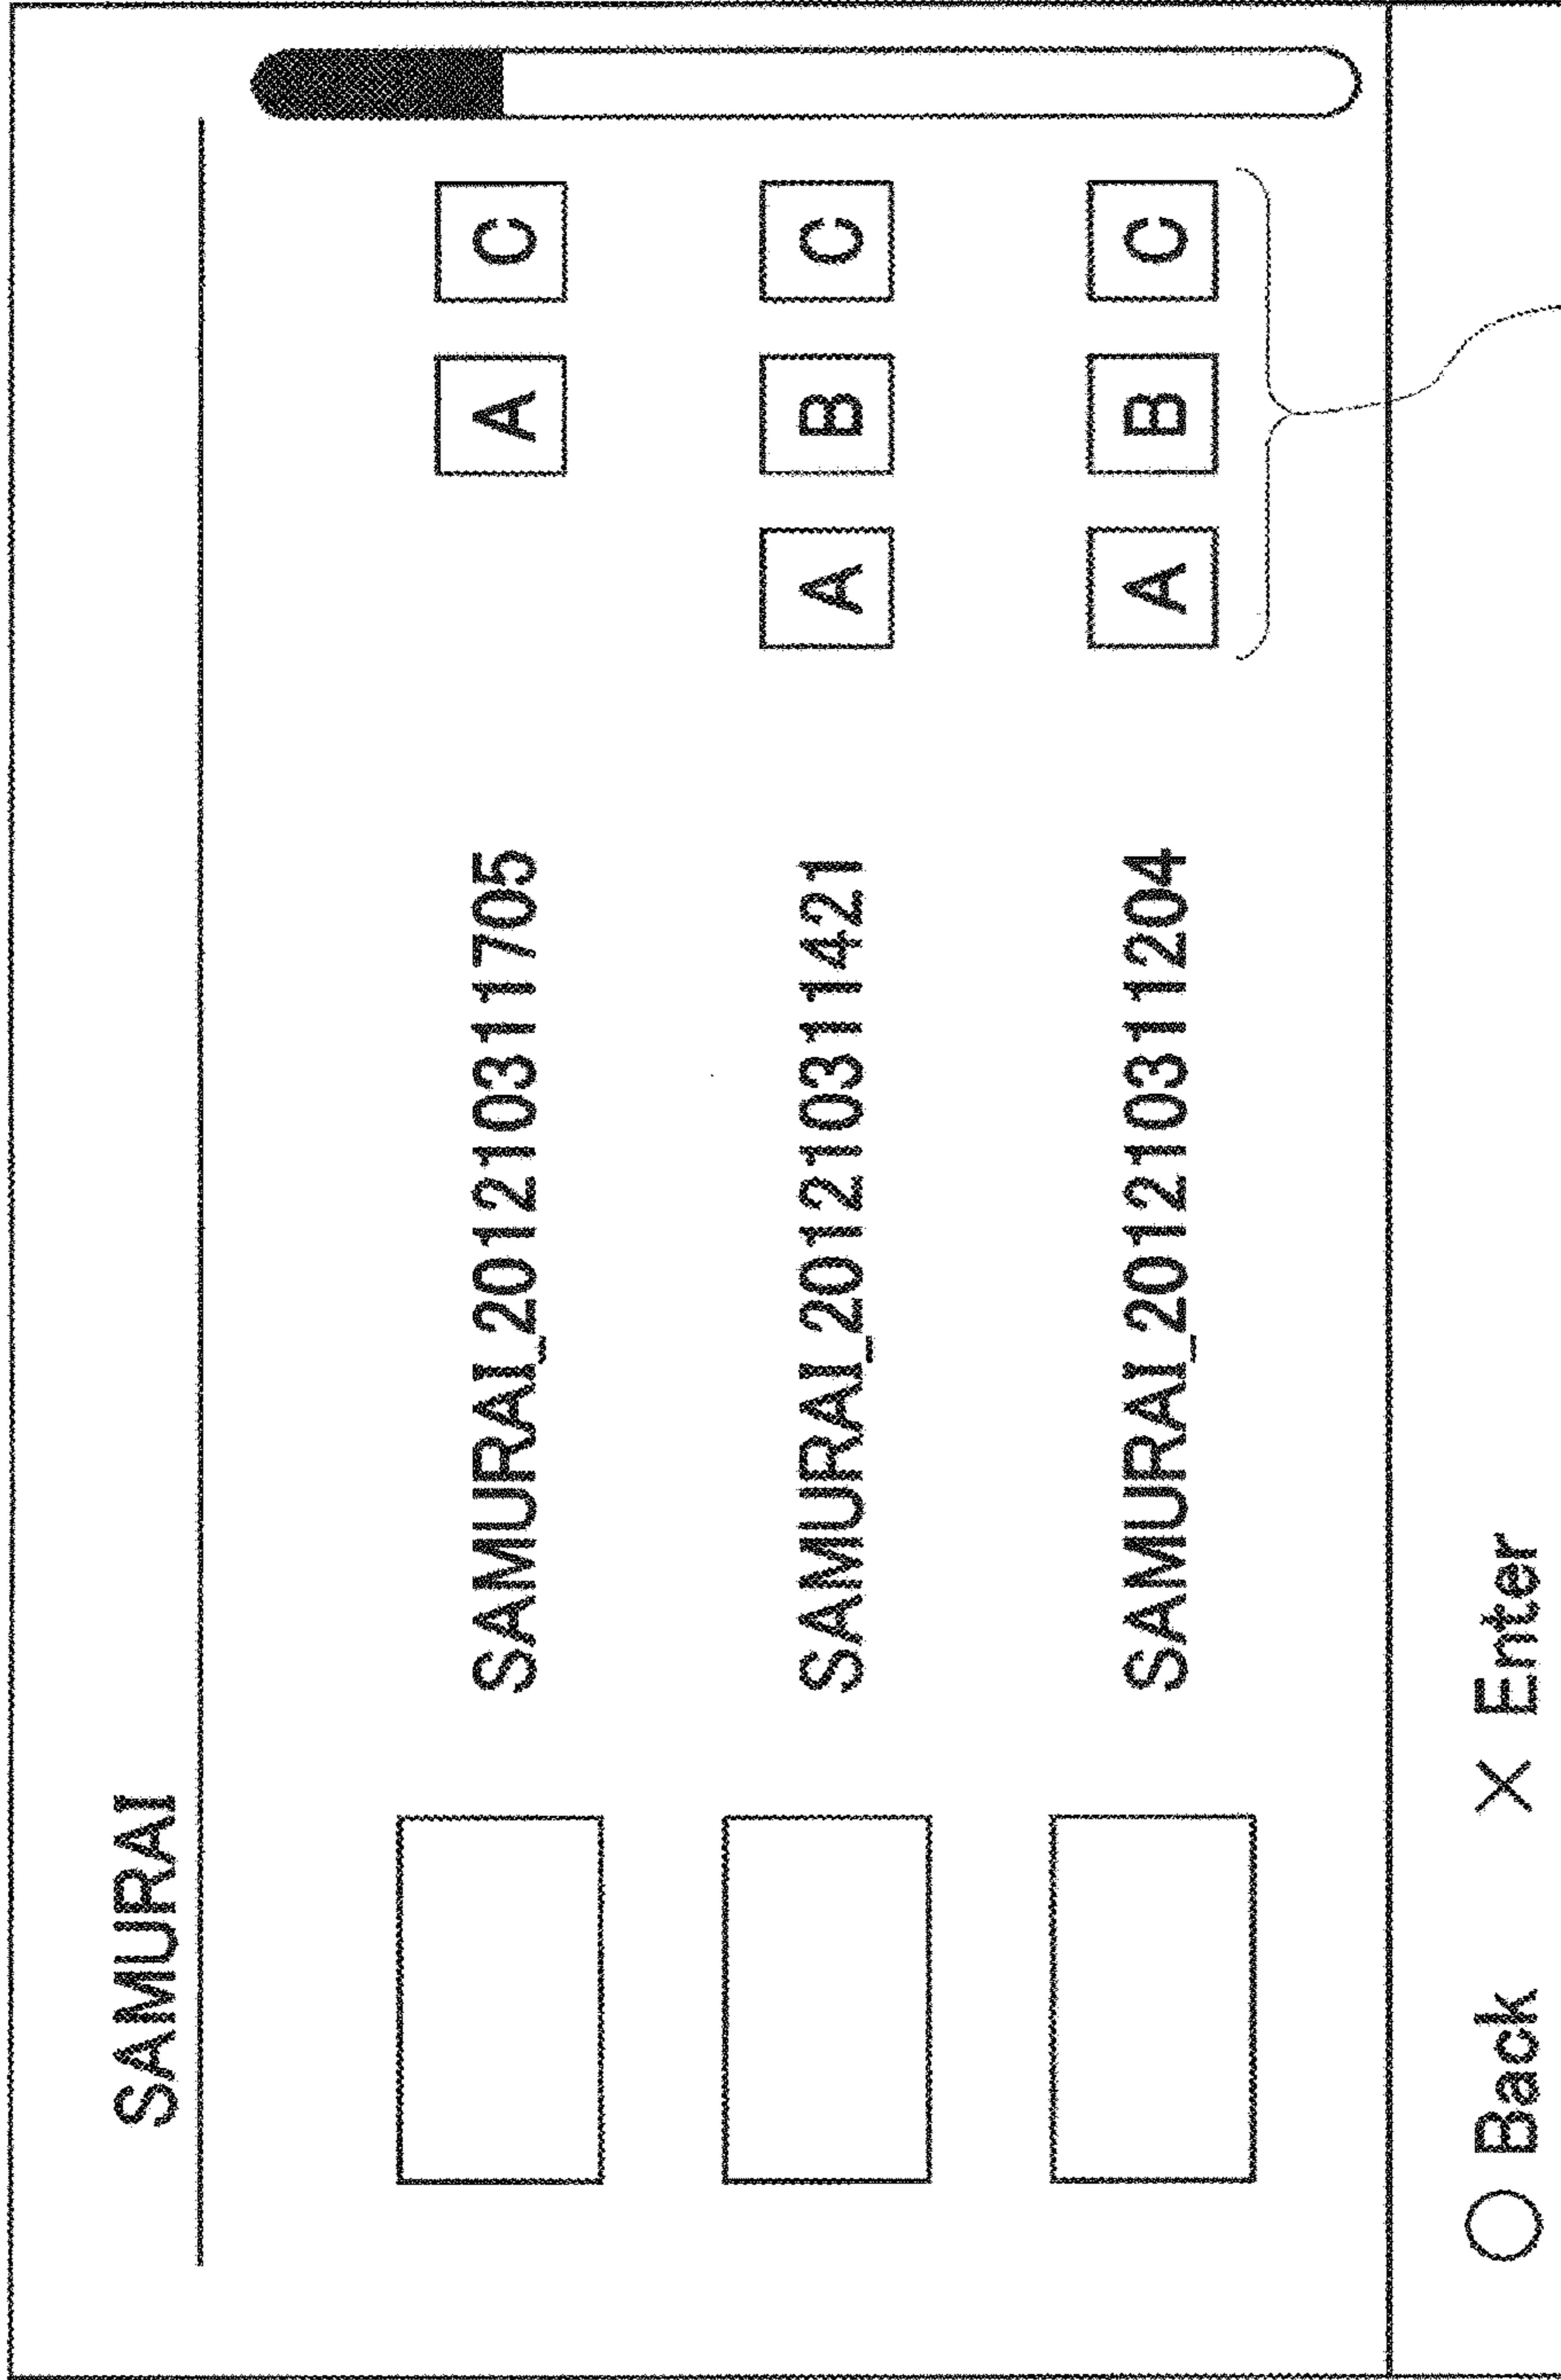 SAMURAI
SAMURAI_201210311705 A C
SAMURAI_201210311421 A B C
SAMURAI_201210311204 A B C
○ Back × Enter